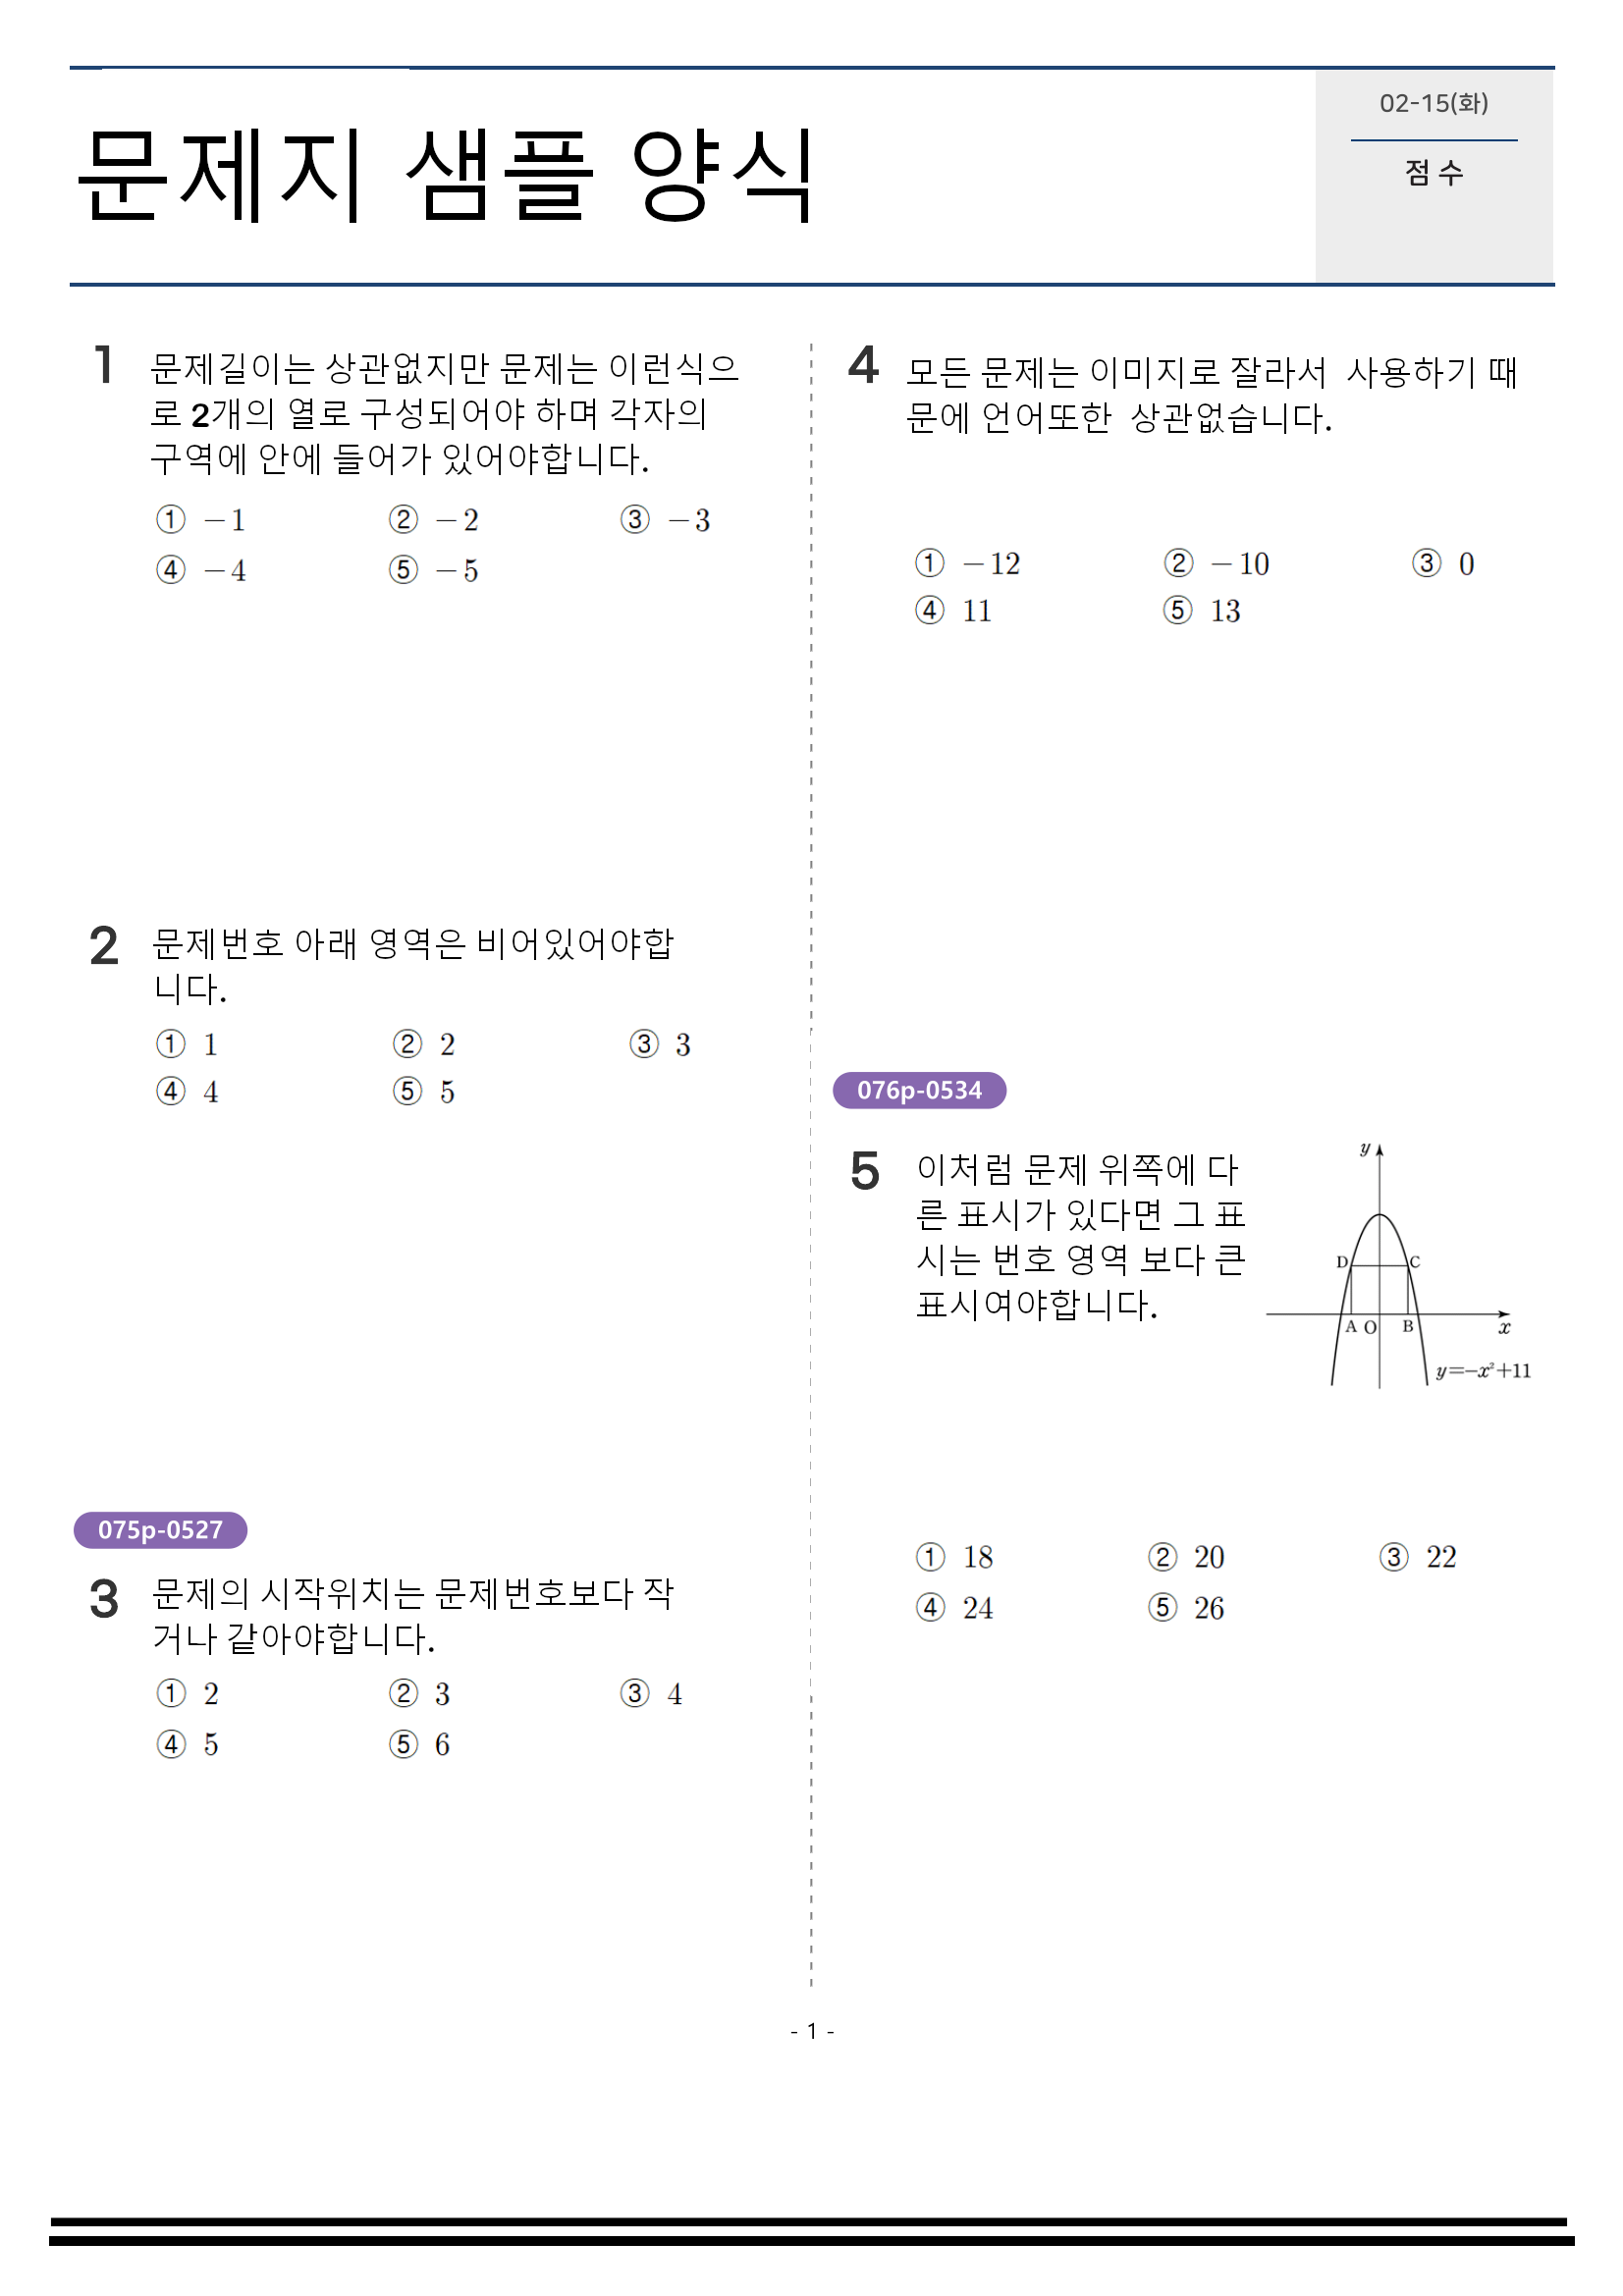 문제지 샘플 양식
02-15(화)
점 수
1 문제길이는 상관없지만 문제는 이런식으
로 2개의 열로 구성되어야 하며 각자의
구역에 안에 들어가 있어야합니다.
① -1 ② -2 ③ -3
④ -4 ⑤ -5
2 문제번호 아래 영역은 비어있어야합
니다.
① 1 ② 2 ③ 3
④ 4 ⑤ 5
075p-0527
3 문제의 시작위치는 문제번호보다 작
거나 같아야합니다.
① 2 ② 3 ③ 4
④ 5 ⑤ 6
4 모든 문제는 이미지로 잘라서 사용하기 때
문에 언어또한 상관없습니다.
① -12 ② -10 ③ 0
④ 11 ⑤ 13
076p-0534
5 이처럼 문제 위쪽에 다
른 표시가 있다면 그 표
시는 번호 영역 보다 큰
표시여야합니다.
y
D C
A O B x
y=-x²+11
① 18 ② 20 ③ 22
④ 24 ⑤ 26
- 1 -